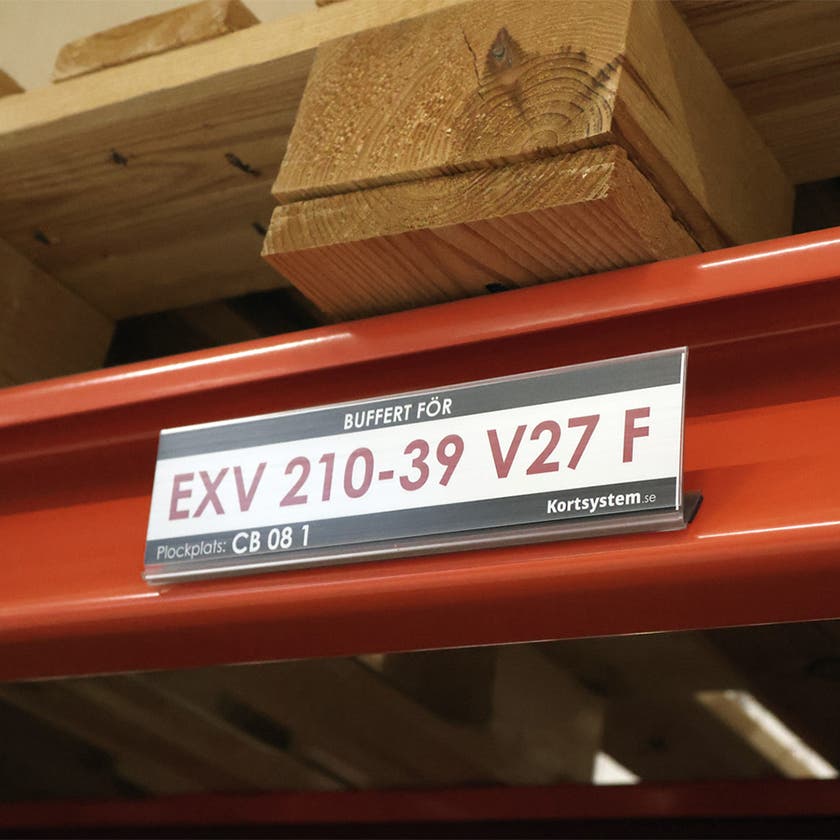 BUFFERT FÖR
EXV 210-39 V27 F
Kortsystem.se
Plockplats: CB 08 1